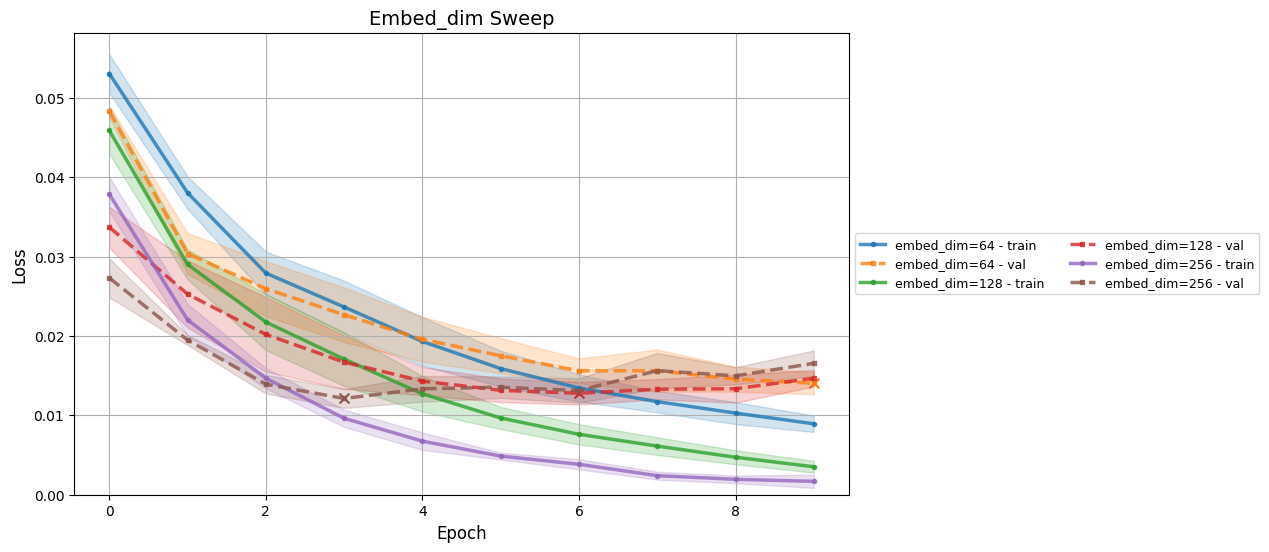 Embed_dim Sweep
Loss
0.05
0.04
0.03
0.02
0.01
0.00
0 2 4 6 8
Epoch
embed_dim=64 - train
embed_dim=64 - val
embed_dim=128 - train
embed_dim=128 - val
embed_dim=256 - train
embed_dim=256 - val